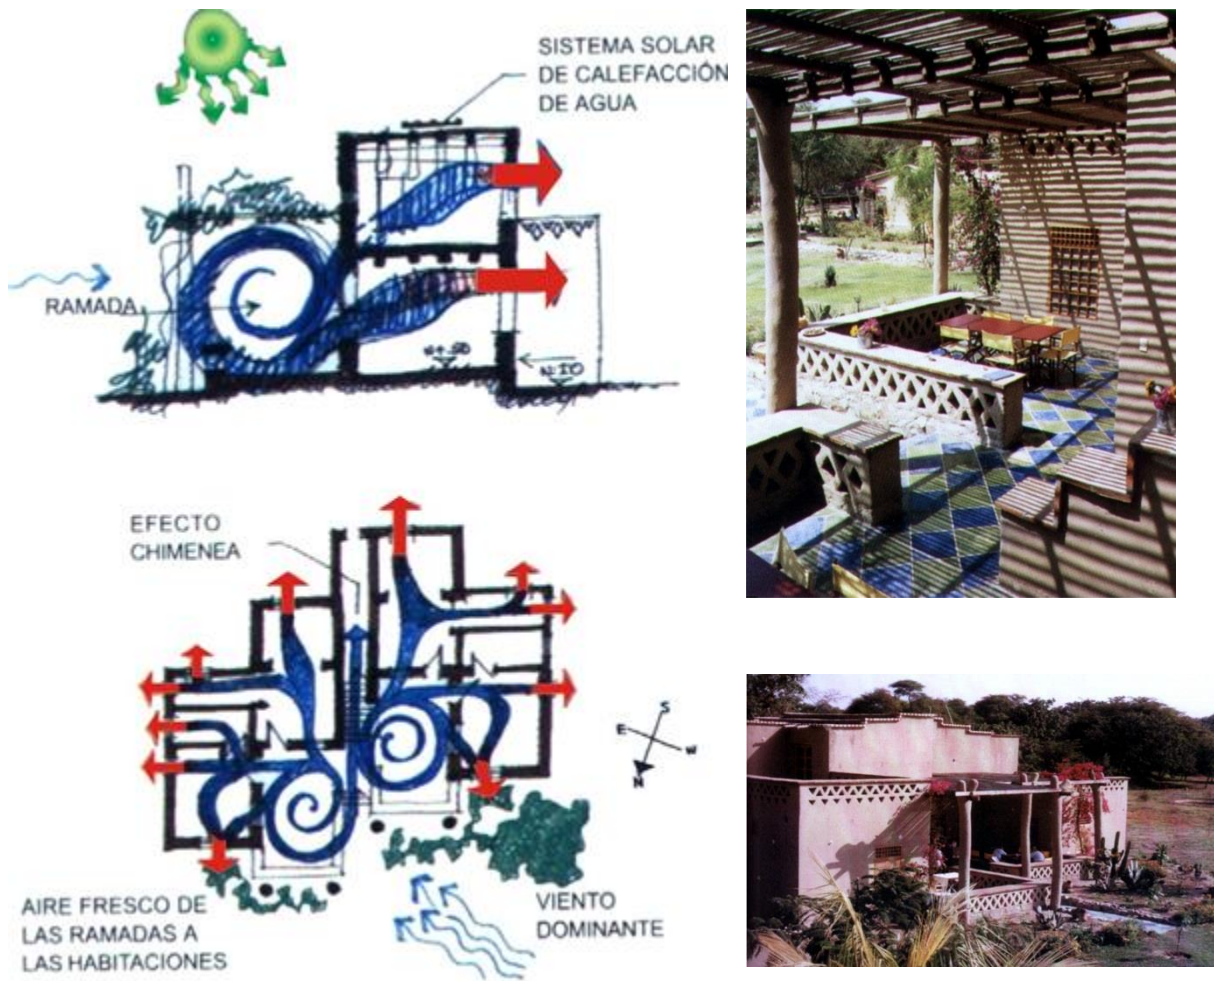 SISTEMA SOLAR
DE CALEFACCIÓN
DE AGUA
RAMADA
EFECTO
CHIMENEA
S
E
W
N
AIRE FRESCO DE
LAS RAMADAS A
LAS HABITACIONES
VIENTO
DOMINANTE